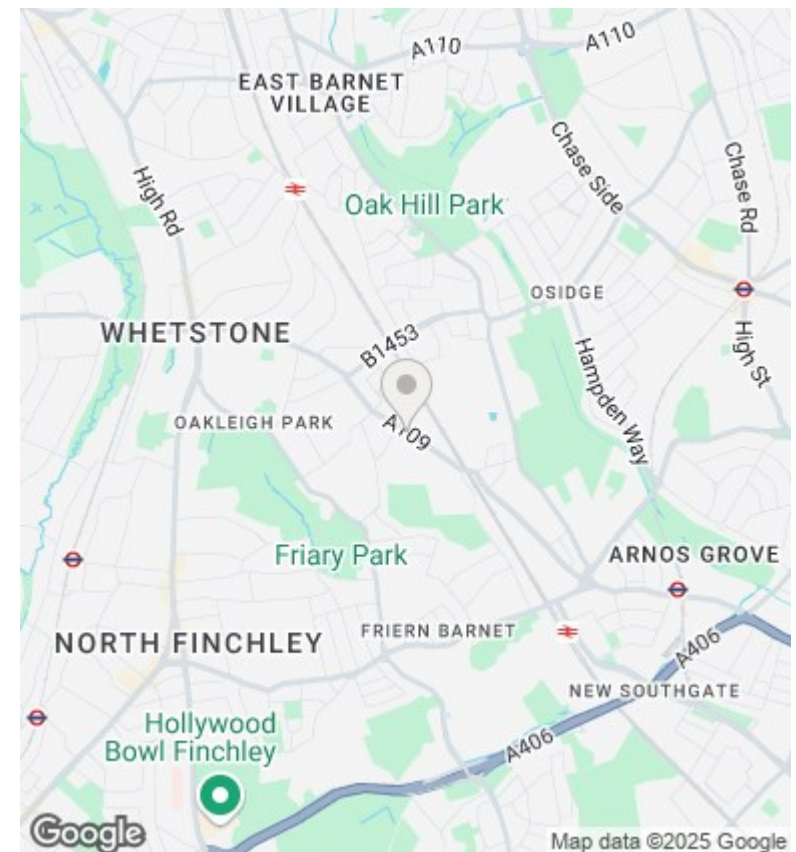 A110
A110
EAST BARNET
VILLAGE
Chase Side
Chase Rd
High Rd
Oak Hill Park
OSIDGE
WHETSTONE
B1453
High St
Hampden Way
OAKLEIGH PARK
A109
Friary Park
ARNOS GROVE
FRIERN BARNET
NORTH FINCHLEY
A406
NEW SOUTHGATE
Hollywood
Bowl Finchley
A406
Google
Map data ©2025 Google